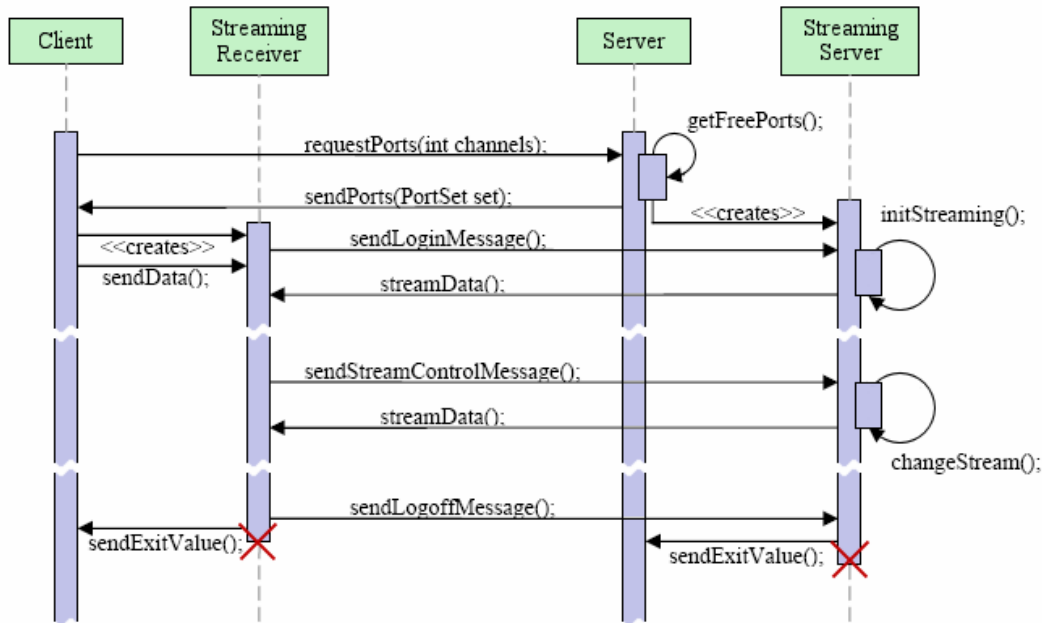 Client
Streaming
Receiver
Server
Streaming
Server
getFreePorts();
requestPorts(int channels);
sendPorts(PortSet set);
<<creates>>
initStreaming();
<<creates>>
sendLoginMessage();
sendData();
streamData();
sendStreamControlMessage();
streamData();
changeStream();
sendLogoffMessage();
sendExitValue();
sendExitValue();